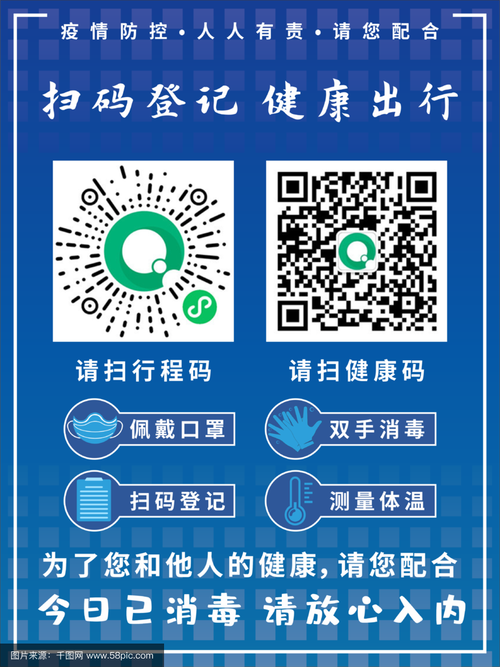 疫情防控·人人有责·请您配合
扫码登记 健康出行
请扫行程码 请扫健康码
佩戴口罩 双手消毒
扫码登记 测量体温
为了您和他人的健康,请您配合
今日已消毒 请放心入内
图片来源:千图网 www.58pic.com